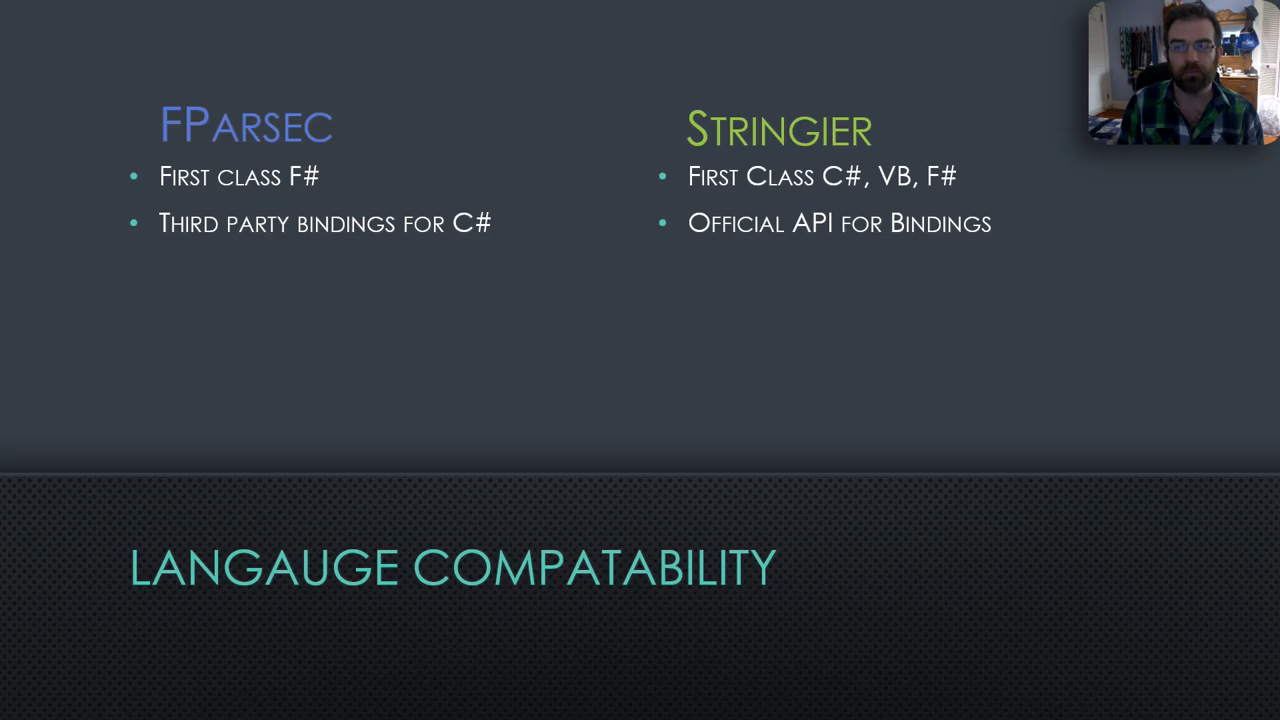 FParsec
• First class F#
• Third party bindings for C#
Stringier
• First Class C#, VB, F#
• Official API for Bindings
LANGAUGE COMPATABILITY